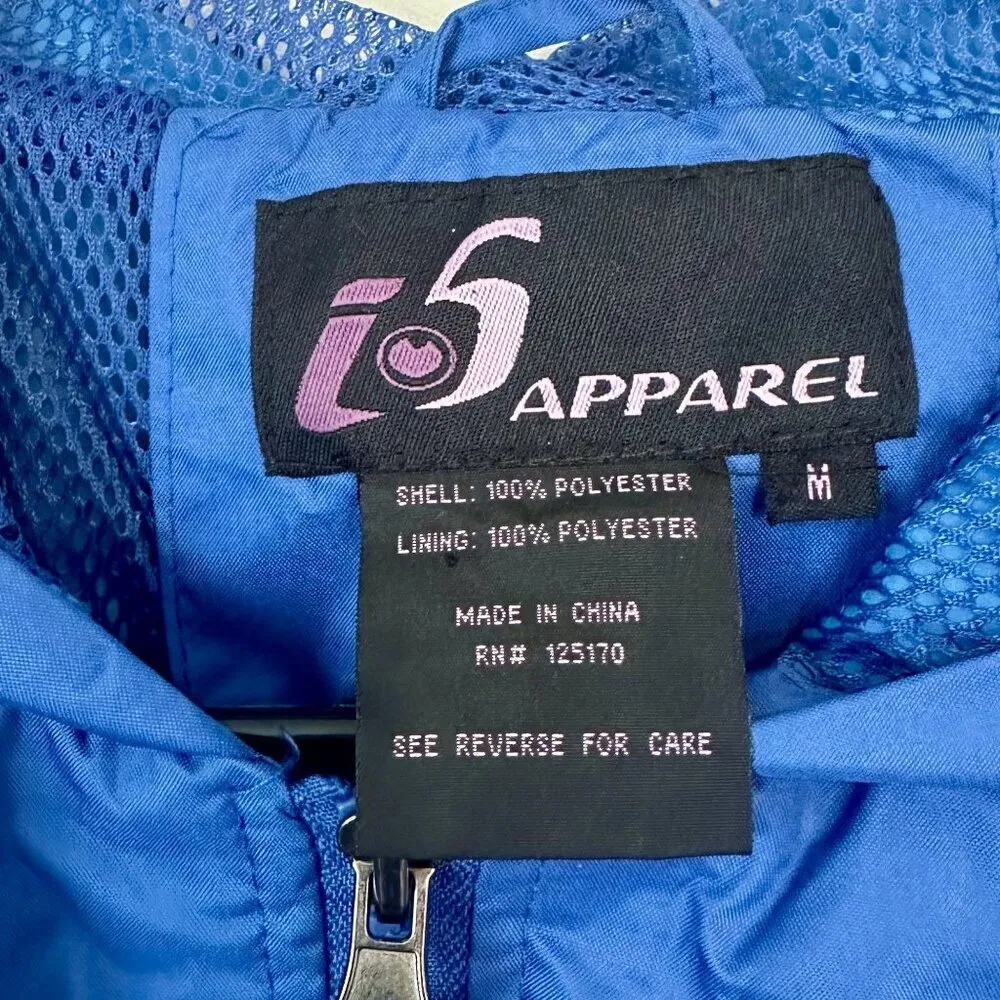 i5 APPAREL
M
SHELL: 100% POLYESTER
LINING: 100% POLYESTER
MADE IN CHINA
RN# 125170
SEE REVERSE FOR CARE